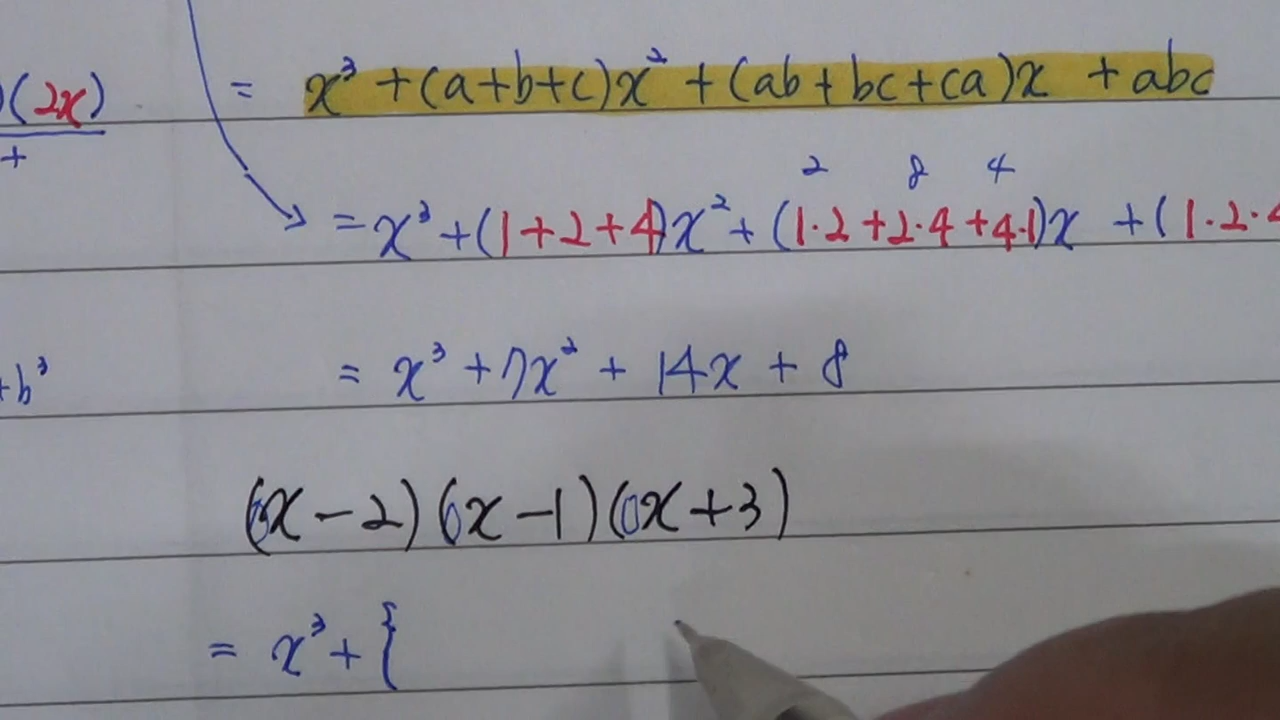 )(2x) = x³ + (a+b+c)x² + (ab+bc+ca)x + abc
+
2 8 4
= x³ + (1+2+4)x² + (1·2+2·4+4·1)x + (1·2·4
+b³ = x³ + 7x² + 14x + 8
(x-2)(x-1)(x+3)
= x³ + {